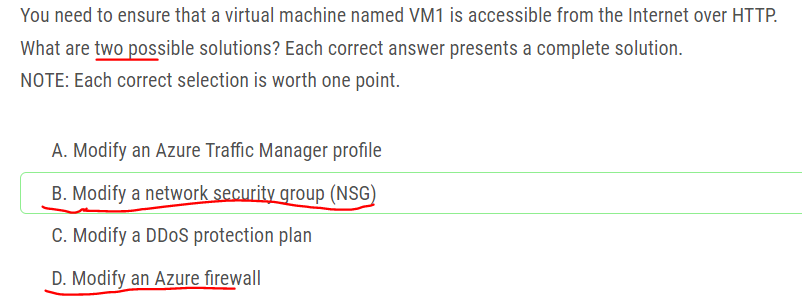 You need to ensure that a virtual machine named VM1 is accessible from the Internet over HTTP.
What are two possible solutions? Each correct answer presents a complete solution.
NOTE: Each correct selection is worth one point.
A. Modify an Azure Traffic Manager profile
B. Modify a network security group (NSG)
C. Modify a DDoS protection plan
D. Modify an Azure firewall